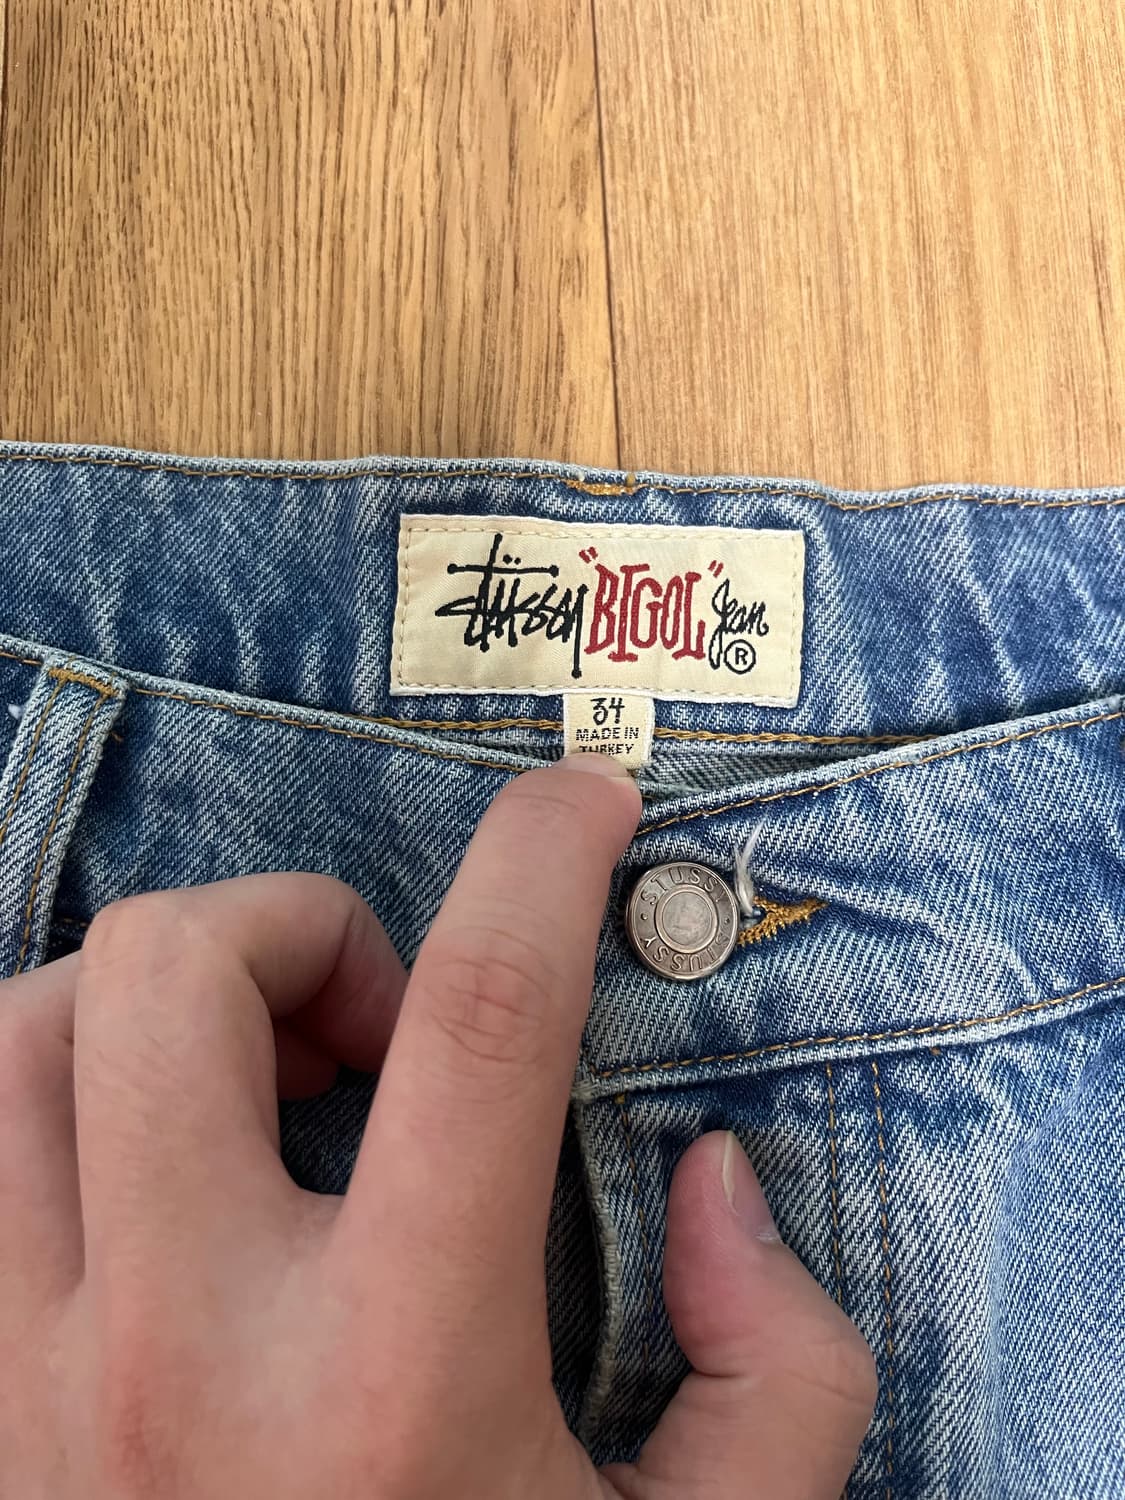 Stüssy "BIGOL" Jean ®
34
MADE IN
TURKEY
STUSSY · STUSSY ·